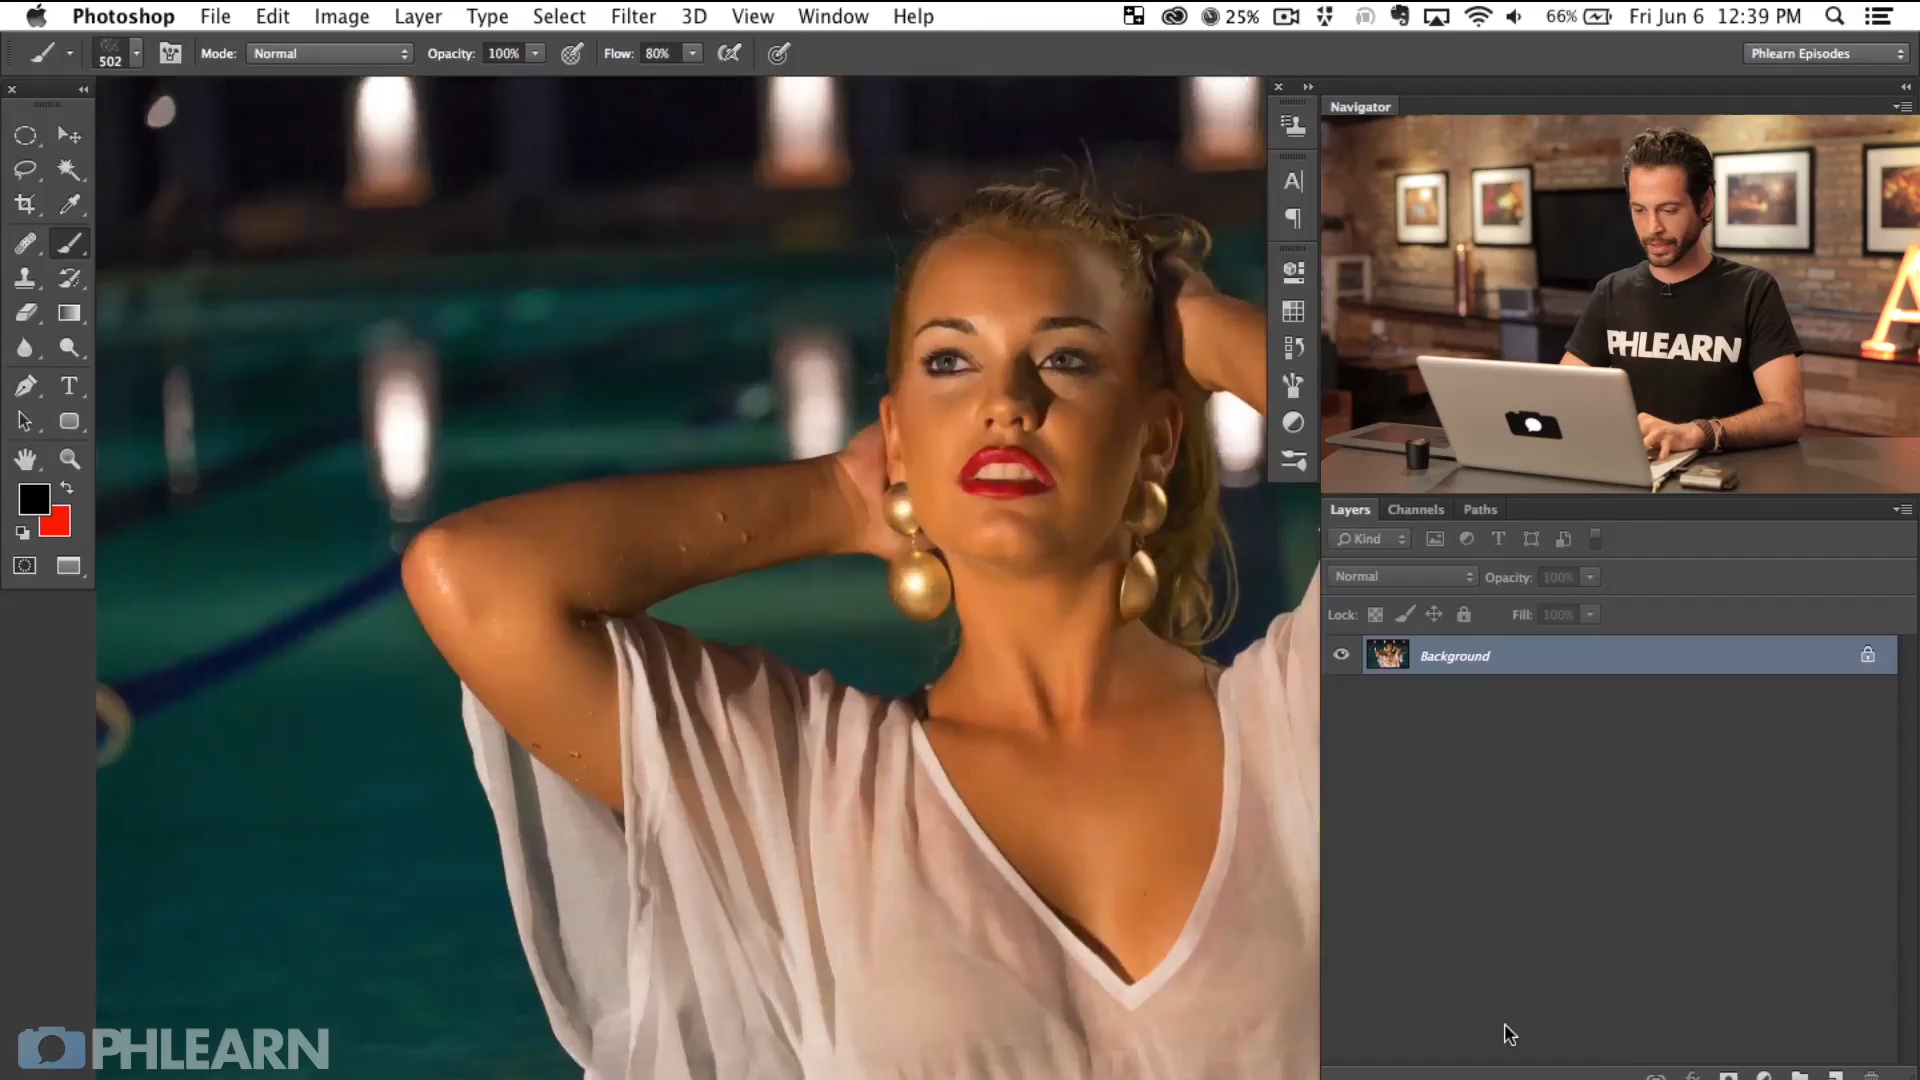 Photoshop File Edit Image Layer Type Select Filter 3D View Window Help 25% 66% Fri Jun 6 12:39 PM
502 Mode: Normal Opacity: 100% Flow: 80% Phlearn Episodes
Navigator
PHLEARN
Layers Channels Paths
Kind
Normal Opacity: 100%
Lock: Fill: 100%
Background
PHLEARN